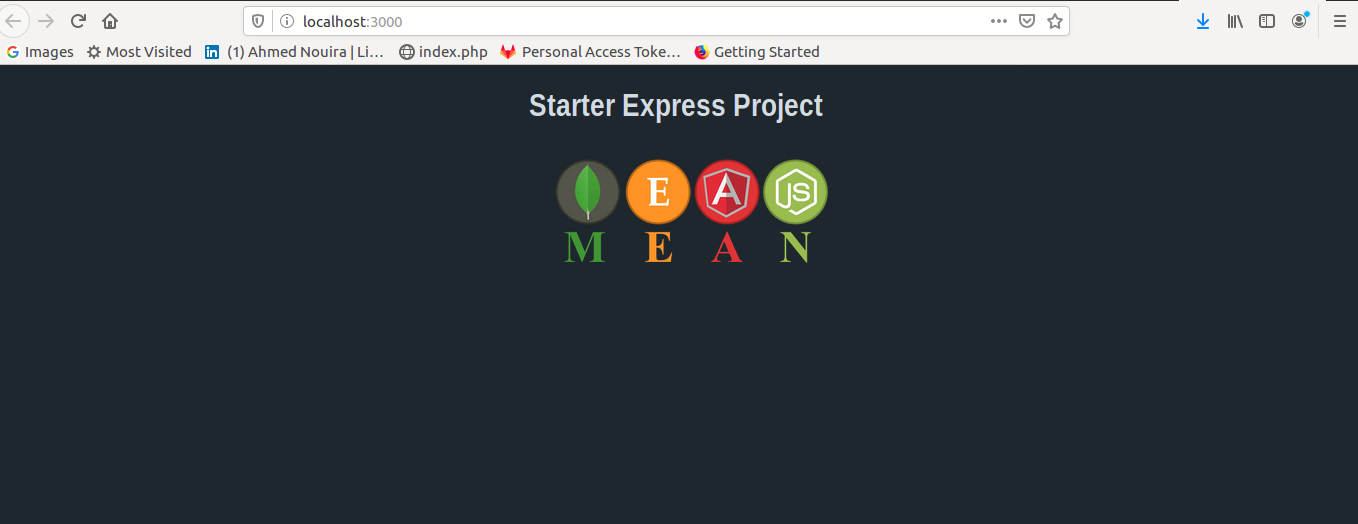 localhost:3000
Images Most Visited (1) Ahmed Nouira | Li… index.php Personal Access Toke… Getting Started
Starter Express Project
E A JS
M E A N